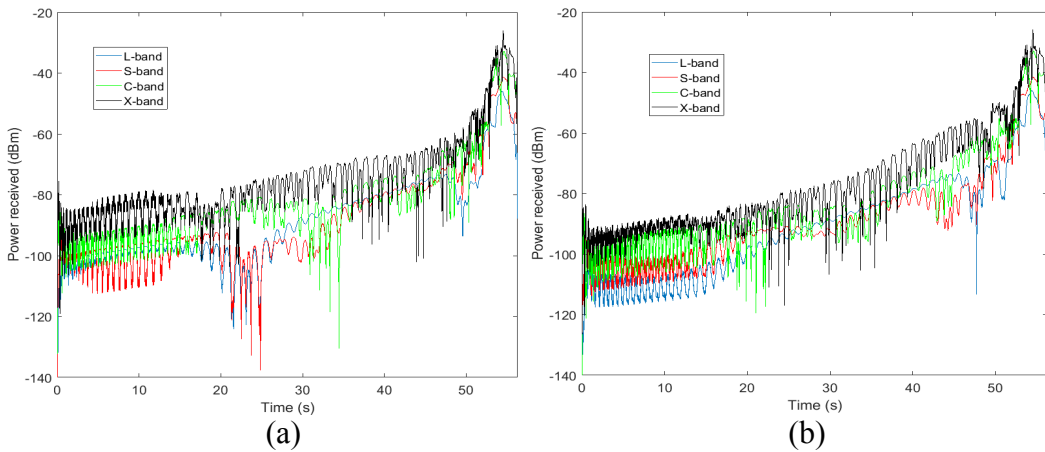 -20
-40
-60
-80
-100
-120
-140
Power received (dBm)
L-band
S-band
C-band
X-band
0 10 20 30 40 50
Time (s)
(a)
-20
-40
-60
-80
-100
-120
-140
Power received (dBm)
L-band
S-band
C-band
X-band
0 10 20 30 40 50
Time (s)
(b)